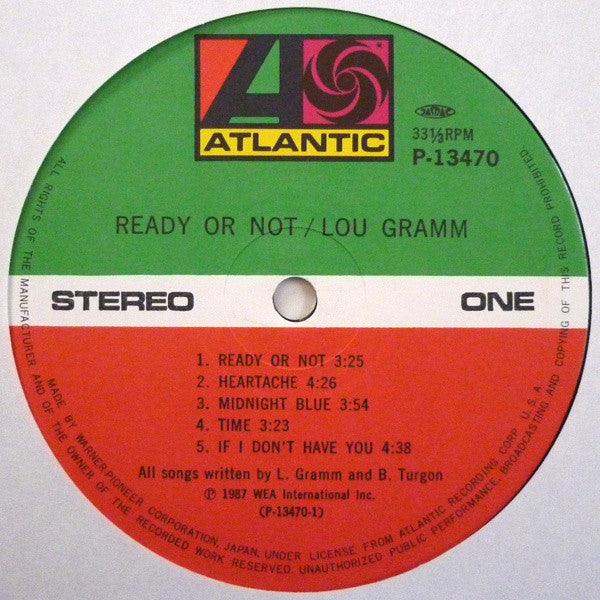 ATLANTIC
JASRAC
33⅓RPM
P-13470
READY OR NOT/LOU GRAMM
STEREO
ONE
1. READY OR NOT 3:25
2. HEARTACHE 4:26
3. MIDNIGHT BLUE 3:54
4. TIME 3:23
5. IF I DON'T HAVE YOU 4:38
All songs written by L. Gramm and B. Turgon
Ⓟ 1987 WEA International Inc.
(P-13470-1)
MADE BY WARNER-PIONEER CORPORATION, JAPAN, UNDER LICENSE FROM ATLANTIC RECORDING CORP. U.S.A.
ALL RIGHTS OF THE MANUFACTURER AND OF THE OWNER OF THE RECORDED WORK RESERVED. UNAUTHORIZED PUBLIC PERFORMANCE, BROADCASTING AND COPYING OF THIS RECORD PROHIBITED